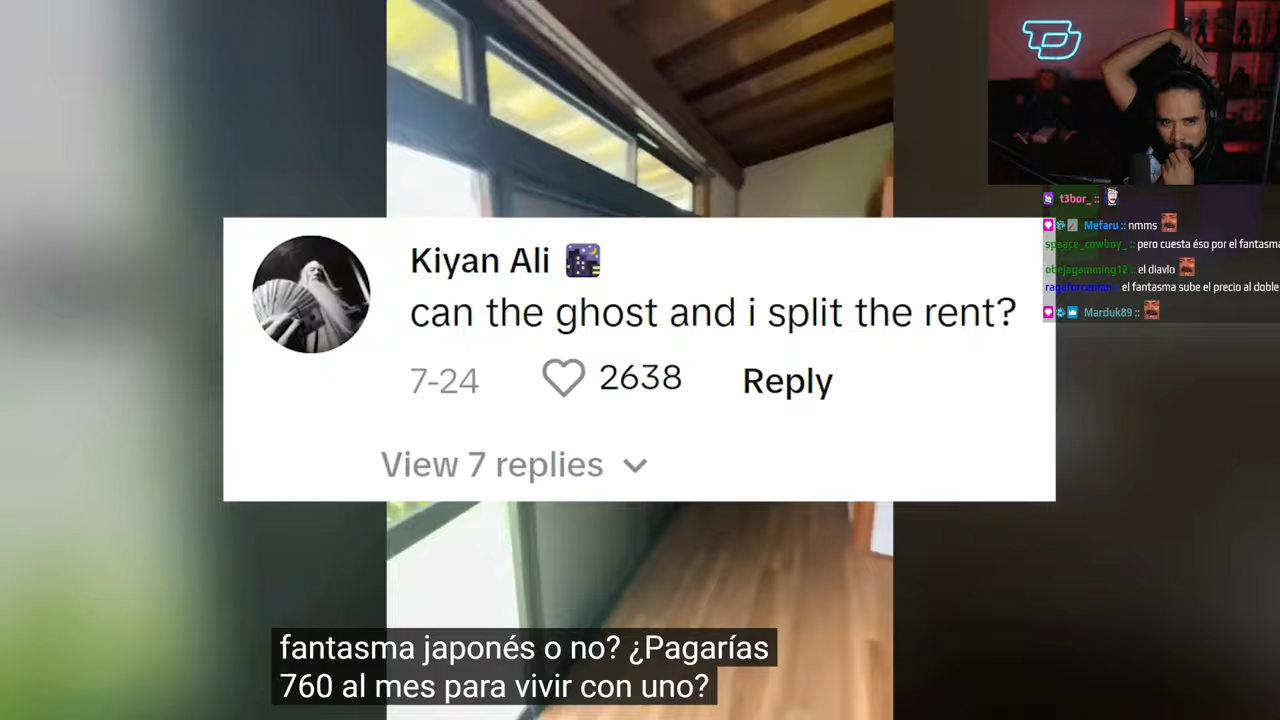 Kiyan Ali
can the ghost and i split the rent?
7-24 2638 Reply
View 7 replies
t3bor_ ::
Mefaru :: nmms
spaace_cowboy_ :: pero cuesta éso por el fantasma
obejagamming12 :: el diavlo
el fantasma sube el precio al doble
Marduk89 ::
fantasma japonés o no? ¿Pagarías
760 al mes para vivir con uno?